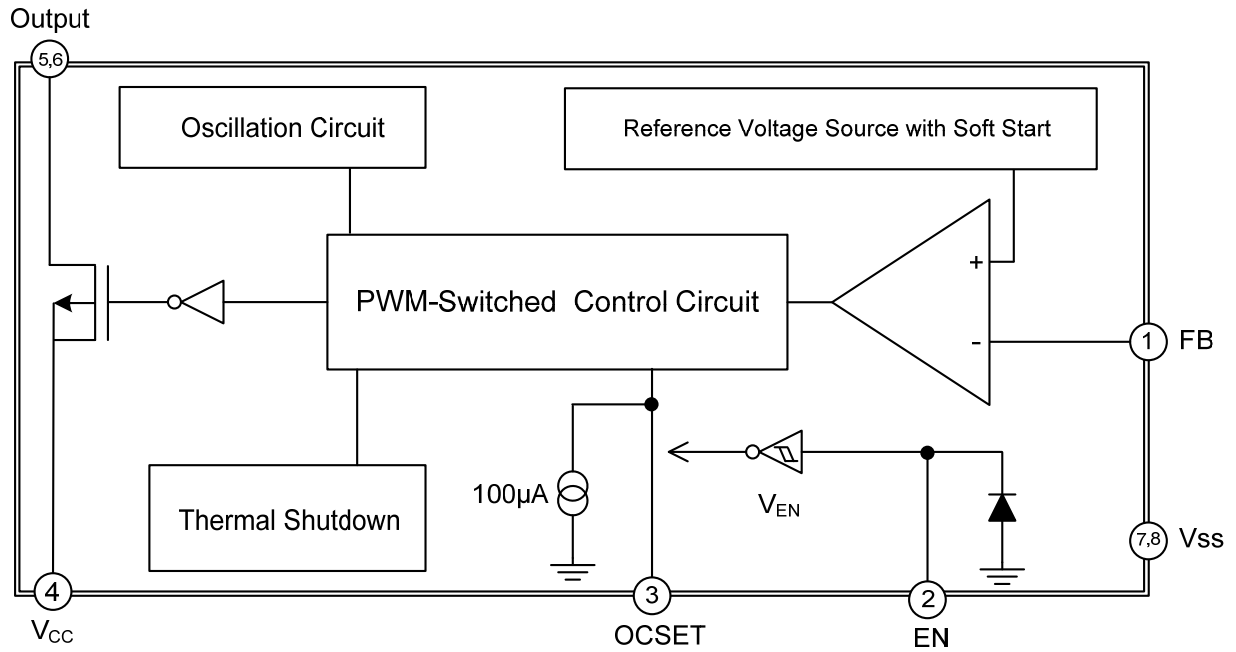 Output
5,6
Oscillation Circuit
Reference Voltage Source with Soft Start
+
PWM-Switched Control Circuit
-
1 FB
100µA
VEN
Thermal Shutdown
7,8 Vss
4
3
2
VCC
OCSET
EN